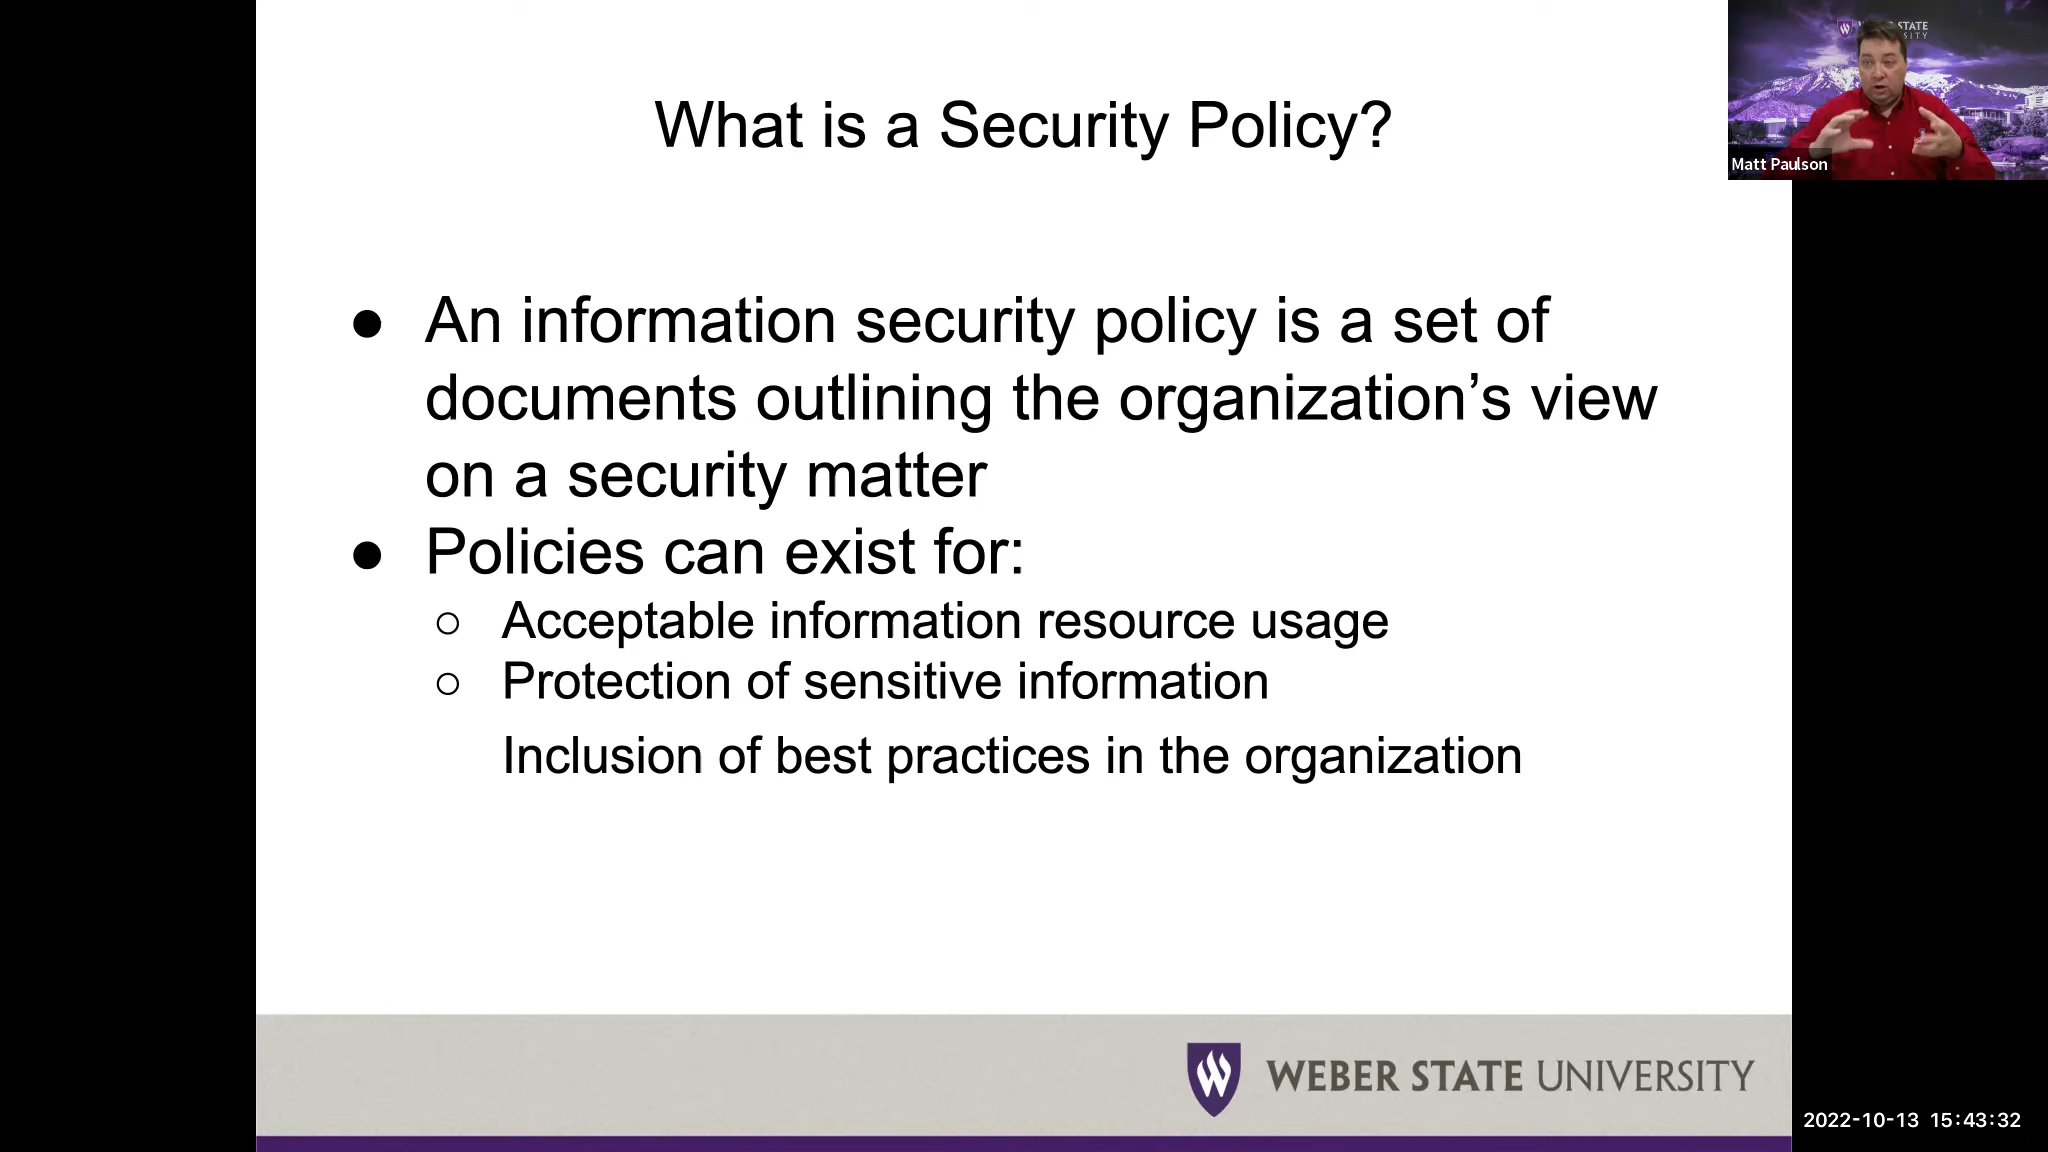 What is a Security Policy?
STATE
SITY
Matt Paulson
● An information security policy is a set of
documents outlining the organization’s view
on a security matter
● Policies can exist for:
○ Acceptable information resource usage
○ Protection of sensitive information
Inclusion of best practices in the organization
WEBER STATE UNIVERSITY
2022-10-13 15:43:32